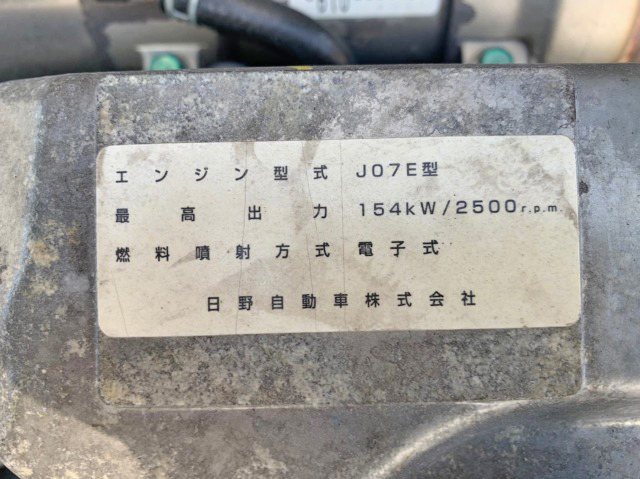 エンジン型式 J07E型
最高出力 154kW/2500r.p.m.
燃料噴射方式 電子式
日野自動車株式会社